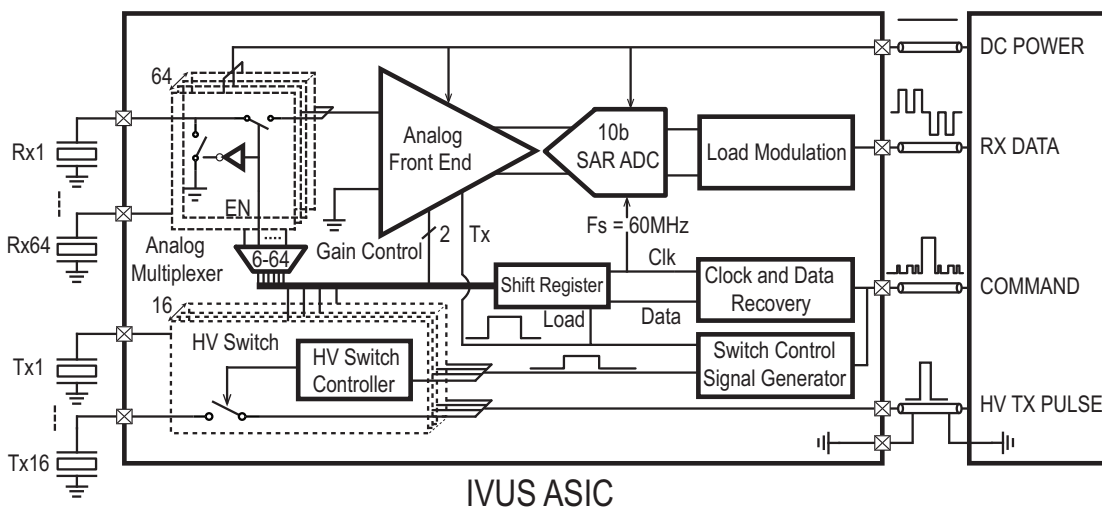 64
Rx1
Rx64
EN
Analog
Multiplexer
6-64
Analog
Front End
Gain Control
2
Tx
10b
SAR ADC
Load Modulation
Fs = 60MHz
Clk
Shift Register
Load
Data
Clock and Data
Recovery
Switch Control
Signal Generator
16
HV Switch
HV Switch
Controller
Tx1
Tx16
DC POWER
RX DATA
COMMAND
HV TX PULSE
IVUS ASIC